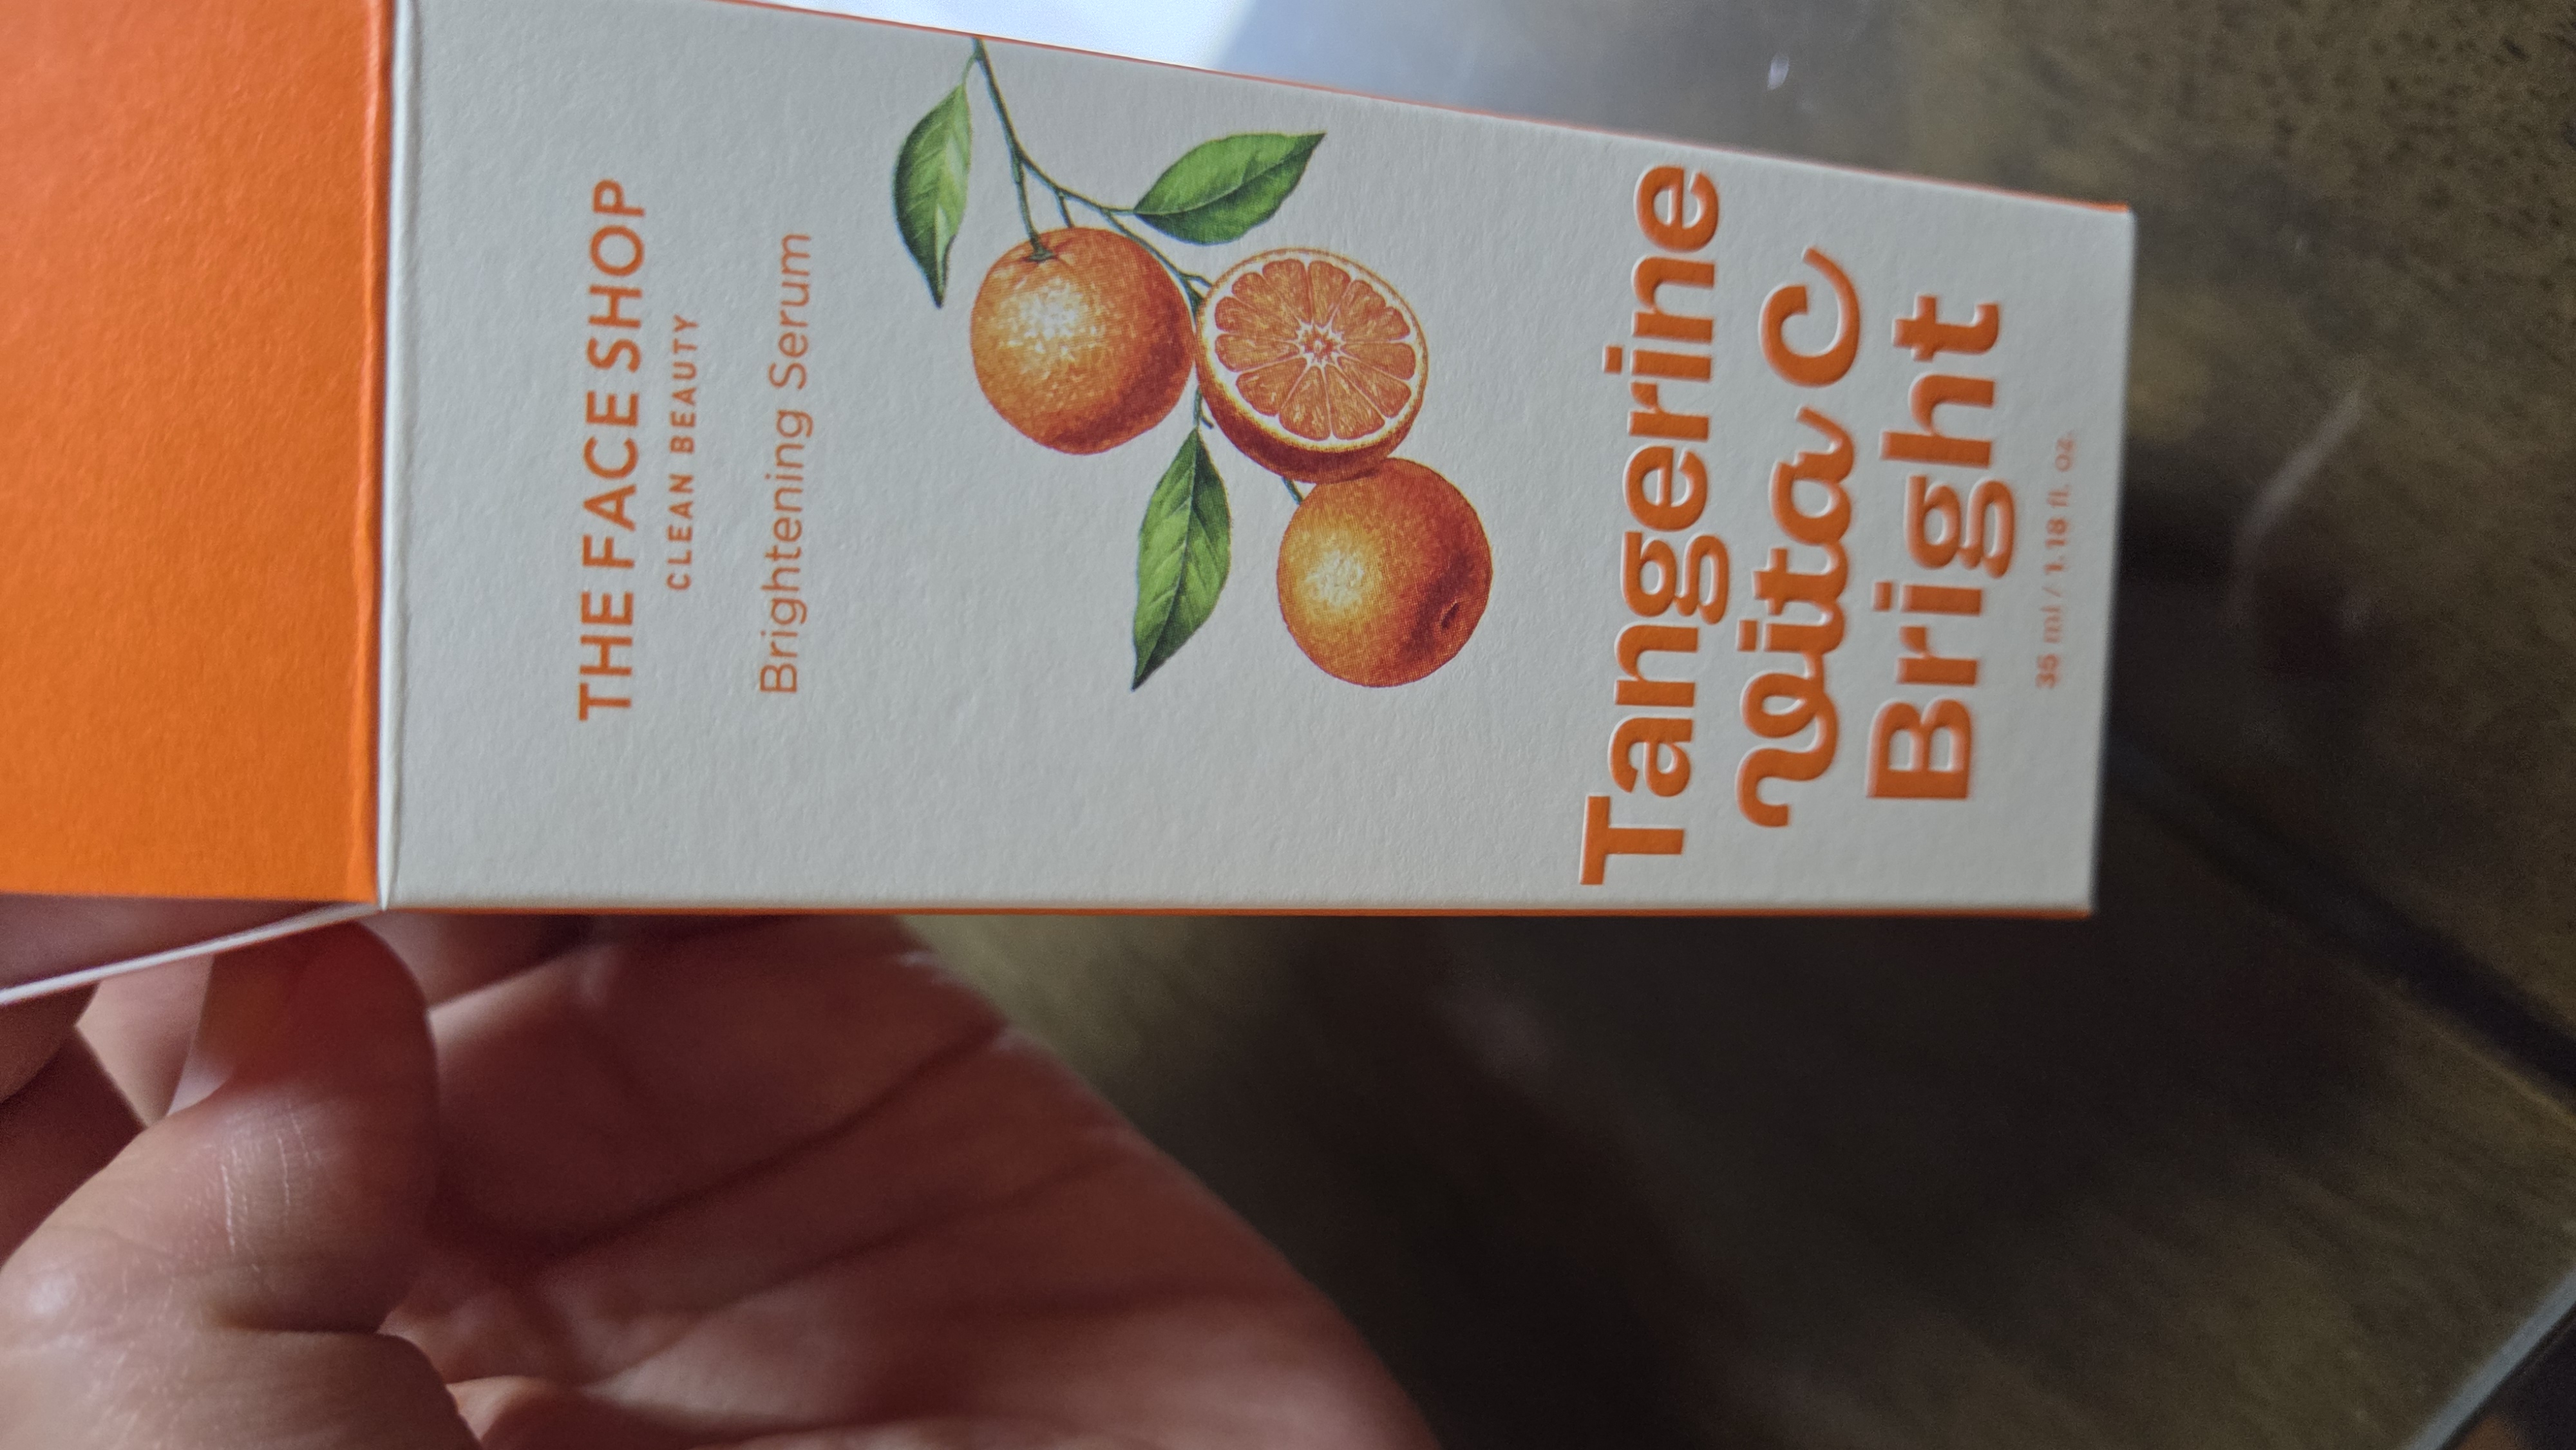 THE FACE SHOP
CLEAN BEAUTY
Brightening Serum
Tangerine
vita C
Bright
35 ml / 1.18 fl. oz.